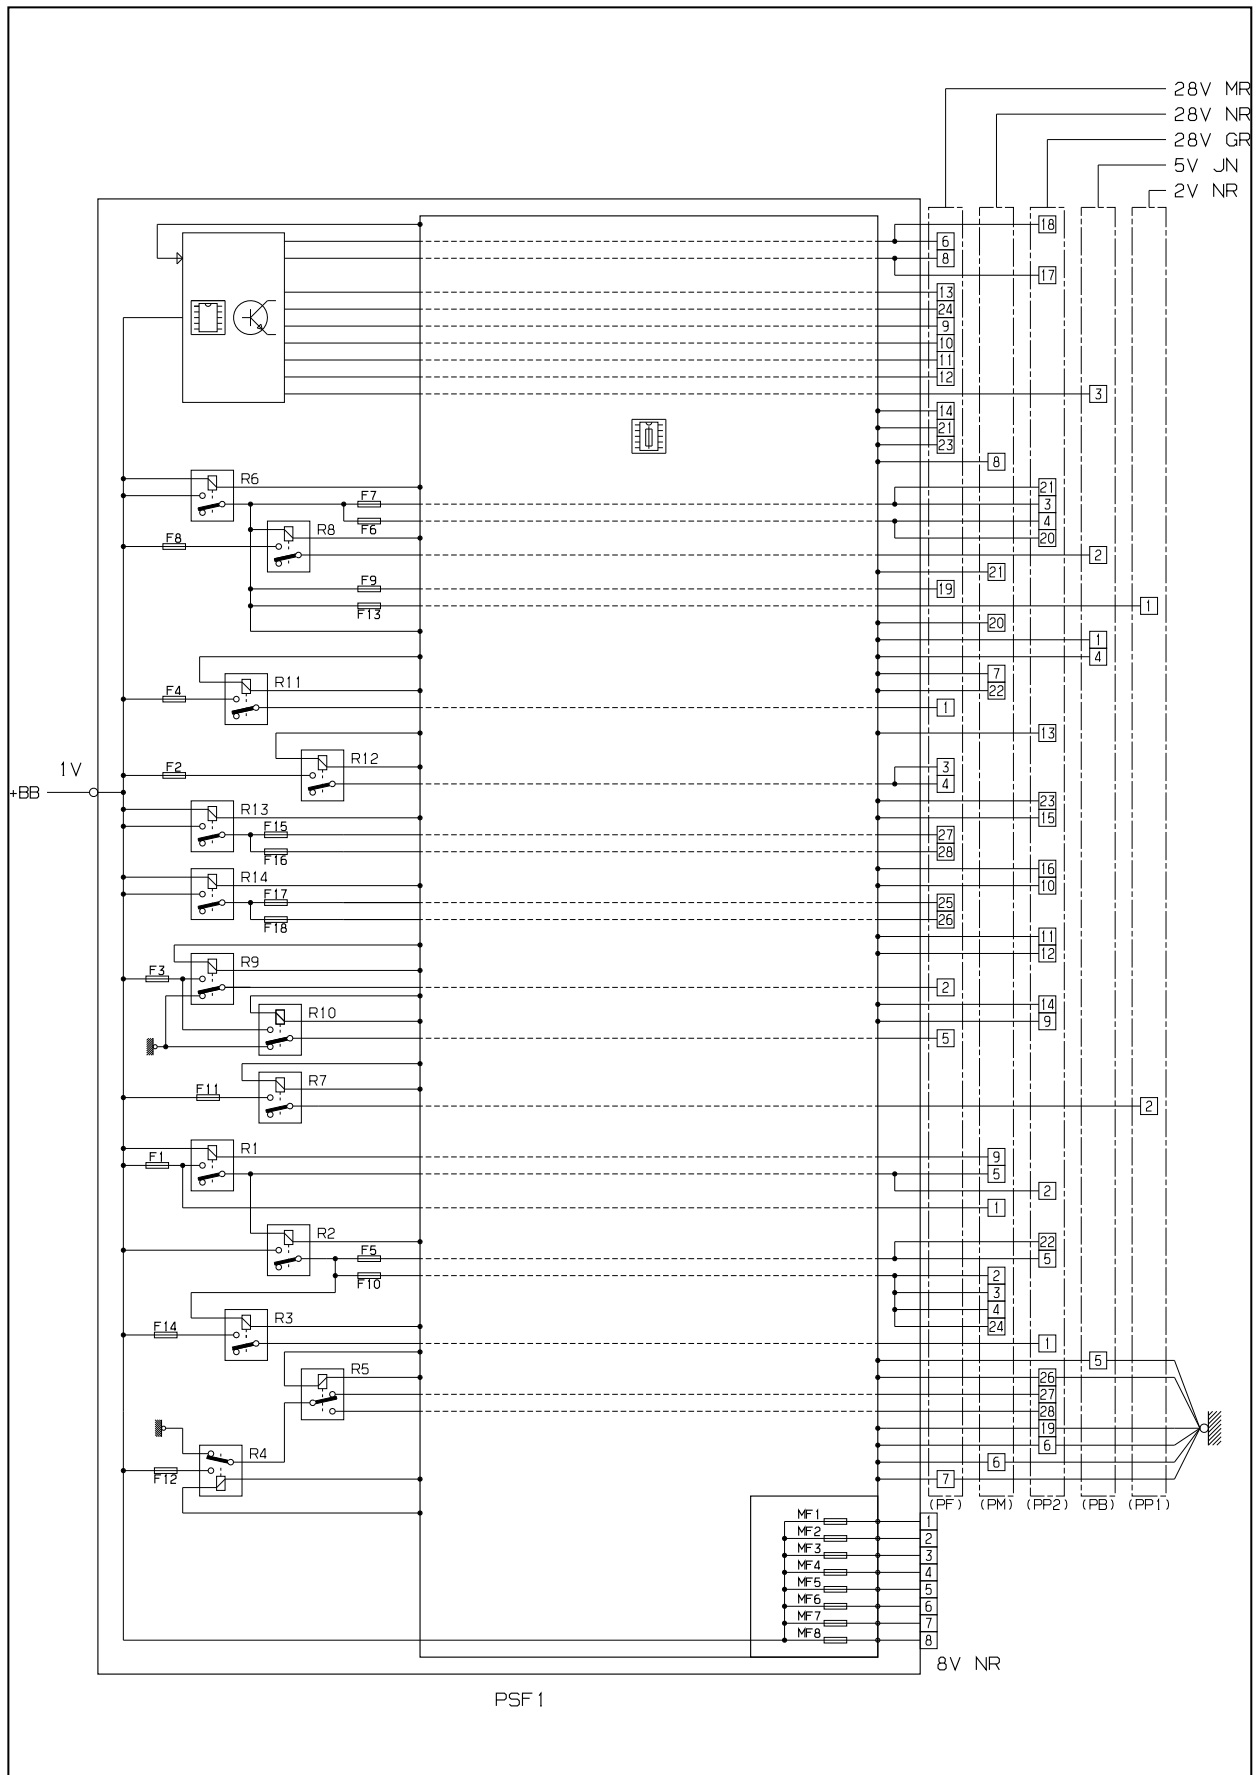 28V MR
28V NR
28V GR
5V JN
2V NR
18
6
8
17
13
24
9
10
11
12
3
14
21
23
8
R6
21
F7
3
F6
4
R8
20
F8
2
21
F9
19
F13
1
20
1
4
R11
7
F4
22
1
13
R12
3
F2
4
1V
+BB
23
R13
15
F15
27
F16
28
16
R14
10
F17
25
F18
26
11
12
R9
F3
2
14
R10
9
5
R7
F11
2
R1
9
F1
5
2
1
R2
22
F5
5
F10
2
3
4
R3
24
F14
1
5
R5
26
27
28
19
R4
6
F12
6
7
(PF) (PM) (PP2) (PB) (PP1)
MF1 1
MF2 2
MF3 3
MF4 4
MF5 5
MF6 6
MF7 7
MF8 8
8V NR
PSF1